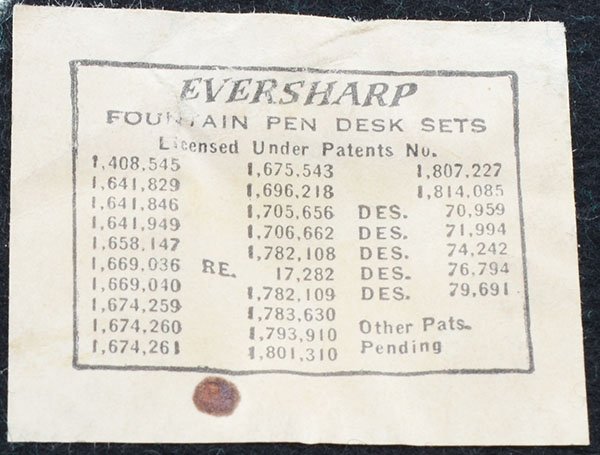 EVERSHARP
FOUNTAIN PEN DESK SETS
Licensed Under Patents No.
1,408,545 1,675,543 1,807,227
1,641,829 1,696,218 1,814,085
1,641,846 1,705,656 DES. 70,959
1,641,949 1,706,662 DES. 71,994
1,658,147 1,782,108 DES. 74,242
1,669,036 RE. 17,282 DES. 76,794
1,669,040 1,782,109 DES. 79,691
1,674,259 1,783,630
1,674,260 1,793,910 Other Pats.
1,674,261 1,801,310 Pending